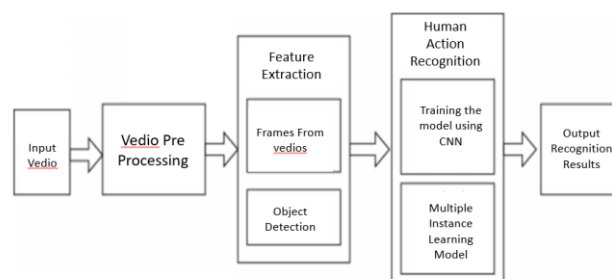 Input
Vedio
Vedio Pre
Processing
Feature
Extraction
Frames From
vedios
Object
Detection
Human
Action
Recognition
Training the
model using
CNN
Multiple
Instance
Learning
Model
Output
Recognition
Results